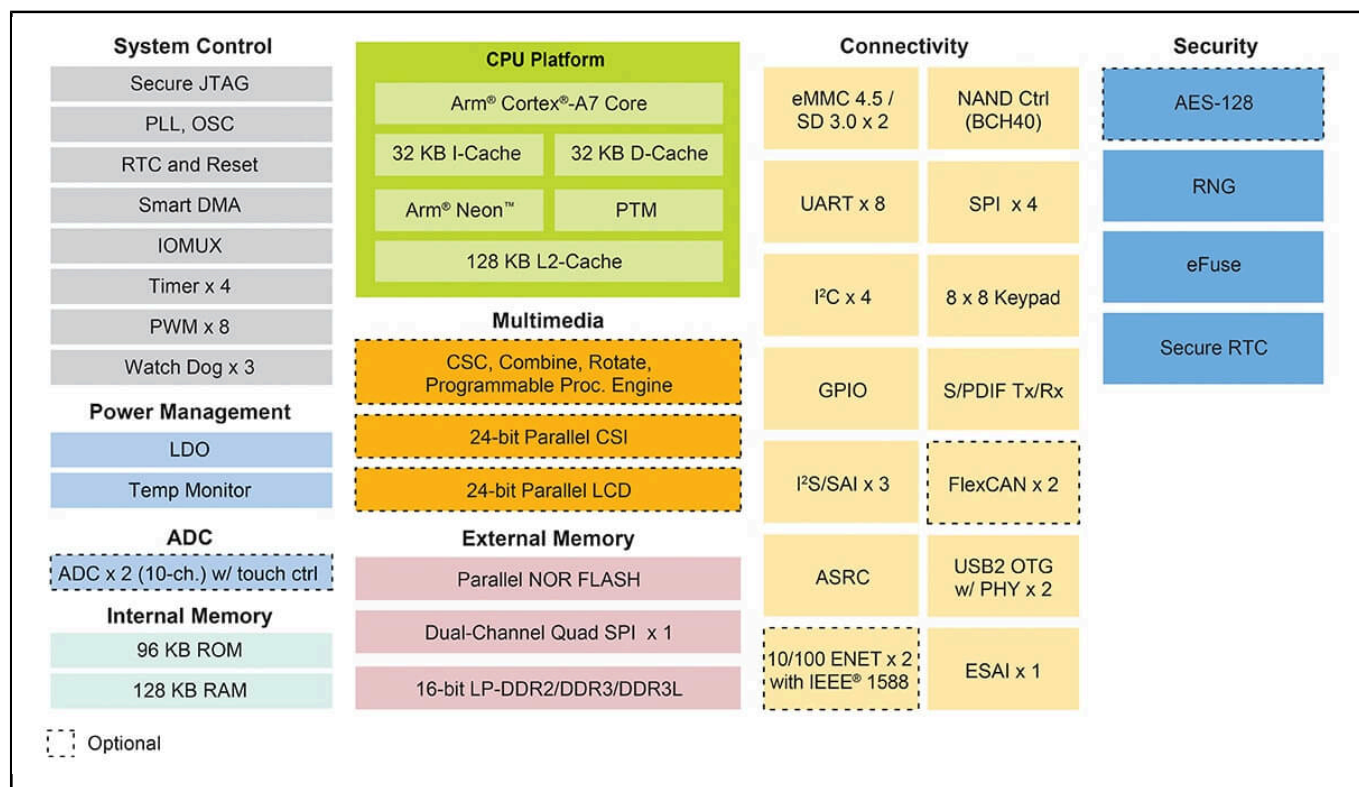 System Control
Secure JTAG
PLL, OSC
RTC and Reset
Smart DMA
IOMUX
Timer x 4
PWM x 8
Watch Dog x 3
Power Management
LDO
Temp Monitor
ADC
ADC x 2 (10-ch.) w/ touch ctrl
Internal Memory
96 KB ROM
128 KB RAM
Optional
CPU Platform
Arm® Cortex®-A7 Core
32 KB I-Cache
32 KB D-Cache
Arm® Neon™
PTM
128 KB L2-Cache
Multimedia
CSC, Combine, Rotate,
Programmable Proc. Engine
24-bit Parallel CSI
24-bit Parallel LCD
External Memory
Parallel NOR FLASH
Dual-Channel Quad SPI x 1
16-bit LP-DDR2/DDR3/DDR3L
Connectivity
eMMC 4.5 /
SD 3.0 x 2
NAND Ctrl
(BCH40)
UART x 8
SPI x 4
I²C x 4
8 x 8 Keypad
GPIO
S/PDIF Tx/Rx
I²S/SAI x 3
FlexCAN x 2
ASRC
USB2 OTG
w/ PHY x 2
10/100 ENET x 2
with IEEE® 1588
ESAI x 1
Security
AES-128
RNG
eFuse
Secure RTC